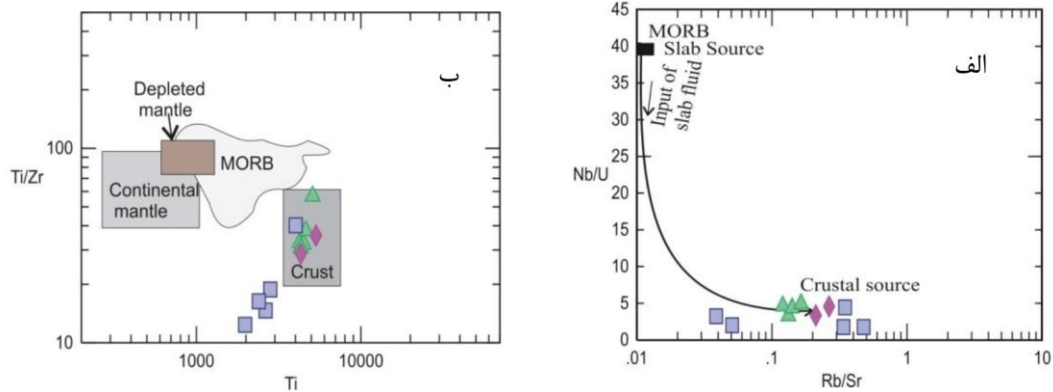 ب
Depleted
mantle
100
Ti/Zr
MORB
Continental
mantle
Crust
10
1000
10000
Ti
الف
45
MORB
40
Slab Source
35
Input of
slab fluid
30
25
Nb/U
20
15
10
Crustal source
5
0
.01
.1
1
10
Rb/Sr